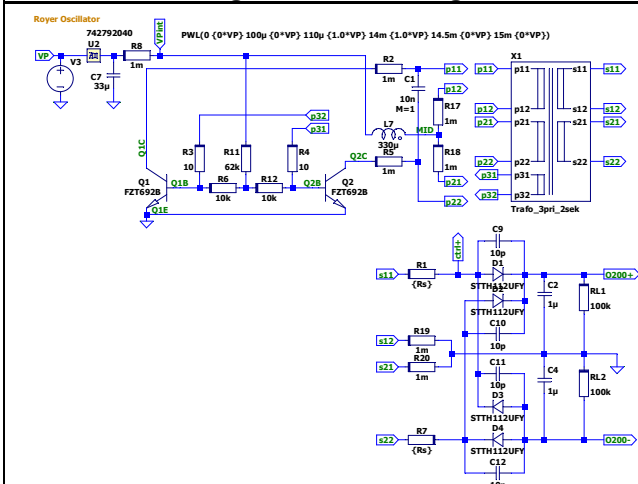 Royer Oscillator
742792040
PWL(0 {0*VP} 100µ {0*VP} 110µ {1.0*VP} 14m {1.0*VP} 14.5m {0*VP} 15m {0*VP})
VP
V3
U2
R8
1m
VPint
C7
33µ
R2
1m
C1
10n
M=1
p11
p12
R17
1m
L7
330µ
MID
R18
1m
p21
R5
1m
p22
X1
p11
p11
s11
s11
p12
p12
s12
s12
p21
p21
s21
s21
p22
p22
s22
s22
p31
p31
p32
p32
Trafo_3pri_2sek
p32
p31
Q1C
R3
10
R11
62k
R4
10
Q2C
Q1
FZT692B
Q1B
R6
10k
R12
10k
Q2B
Q2
FZT692B
Q1E
ctrl+
C9
10p
s11
R1
{Rs}
D1
STTH112UFY
D2
C10
10p
C2
1µ
RL1
100k
O200+
s12
R19
1m
s21
R20
1m
C11
10p
D3
STTH112UFY
C4
1µ
RL2
100k
s22
R7
{Rs}
D4
STTH112UFY
O200-
C12